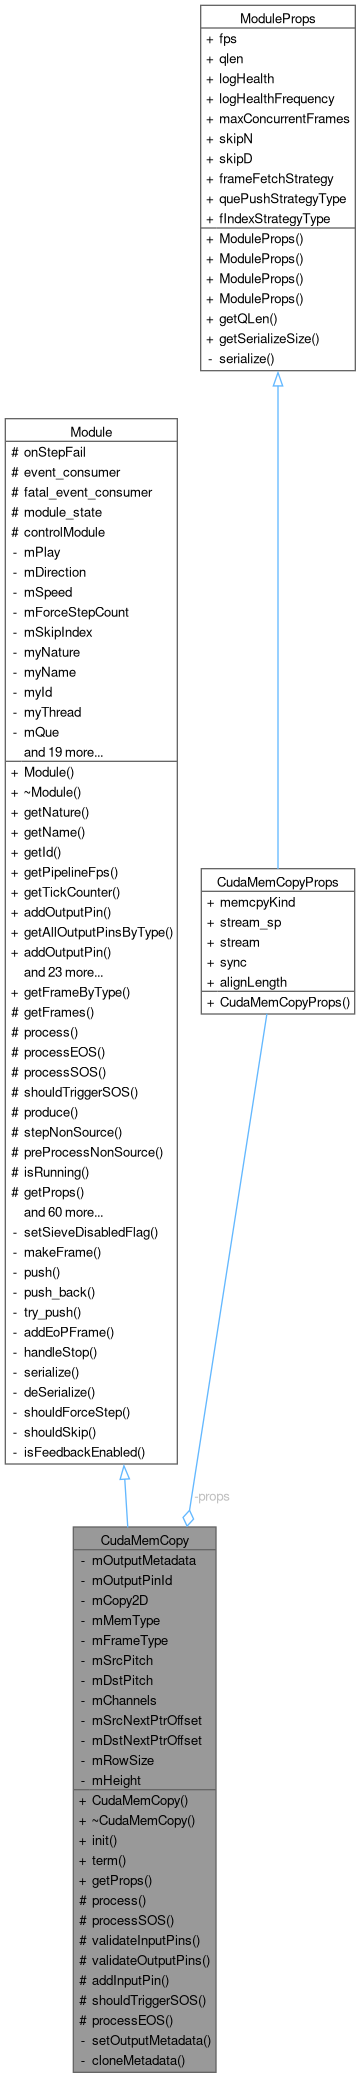 ModuleProps
+ fps
+ qlen
+ logHealth
+ logHealthFrequency
+ maxConcurrentFrames
+ skipN
+ skipD
+ frameFetchStrategy
+ quePushStrategyType
+ fIndexStrategyType
+ ModuleProps()
+ ModuleProps()
+ ModuleProps()
+ ModuleProps()
+ getQLen()
+ getSerializeSize()
- serialize()
Module
# onStepFail
# event_consumer
# fatal_event_consumer
# module_state
# controlModule
- mPlay
- mDirection
- mSpeed
- mForceStepCount
- mSkipIndex
- myNature
- myName
- myId
- myThread
- mQue
and 19 more...
+ Module()
+ ~Module()
+ getNature()
+ getName()
+ getId()
+ getPipelineFps()
+ getTickCounter()
+ addOutputPin()
+ getAllOutputPinsByType()
+ addOutputPin()
and 23 more...
+ getFrameByType()
# getFrames()
# process()
# processEOS()
# processSOS()
# shouldTriggerSOS()
# produce()
# stepNonSource()
# preProcessNonSource()
# isRunning()
# getProps()
and 60 more...
- setSieveDisabledFlag()
- makeFrame()
- push()
- push_back()
- try_push()
- addEoPFrame()
- handleStop()
- serialize()
- deSerialize()
- shouldForceStep()
- shouldSkip()
- isFeedbackEnabled()
CudaMemCopyProps
+ memcpyKind
+ stream_sp
+ stream
+ sync
+ alignLength
+ CudaMemCopyProps()
-props
CudaMemCopy
- mOutputMetadata
- mOutputPinId
- mCopy2D
- mMemType
- mFrameType
- mSrcPitch
- mDstPitch
- mChannels
- mSrcNextPtrOffset
- mDstNextPtrOffset
- mRowSize
- mHeight
+ CudaMemCopy()
+ ~CudaMemCopy()
+ init()
+ term()
+ getProps()
# process()
# processSOS()
# validateInputPins()
# validateOutputPins()
# addInputPin()
# shouldTriggerSOS()
# processEOS()
- setOutputMetadata()
- cloneMetadata()